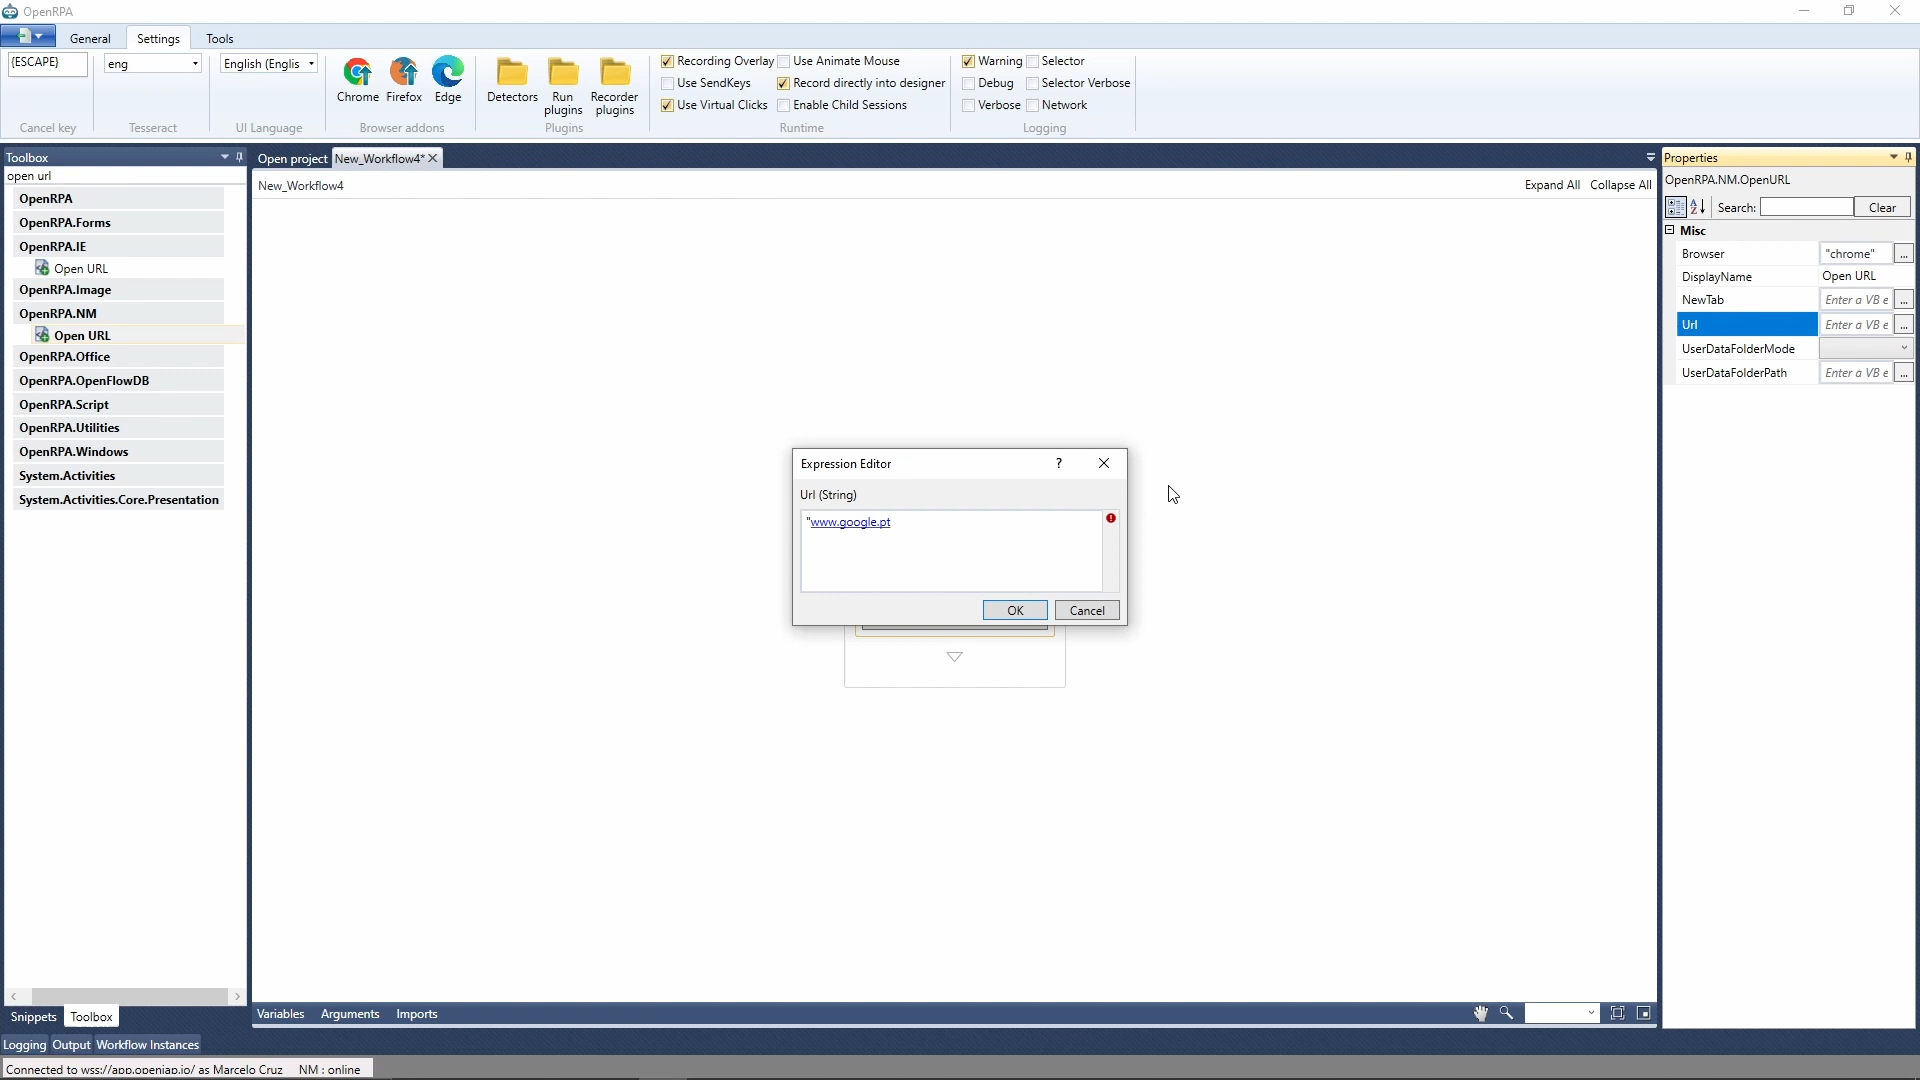 OpenRPA
General
Settings
Tools
{ESCAPE}
Cancel key
eng
Tesseract
English (Englis
UI Language
Chrome
Firefox
Edge
Browser addons
Detectors
Run plugins
Recorder plugins
Plugins
Recording Overlay
Use Animate Mouse
Use SendKeys
Record directly into designer
Use Virtual Clicks
Enable Child Sessions
Runtime
Warning
Selector
Debug
Selector Verbose
Verbose
Network
Logging
Toolbox
open url
OpenRPA
OpenRPA.Forms
OpenRPA.IE
Open URL
OpenRPA.Image
OpenRPA.NM
Open URL
OpenRPA.Office
OpenRPA.OpenFlowDB
OpenRPA.Script
OpenRPA.Utilities
OpenRPA.Windows
System.Activities
System.Activities.Core.Presentation
Snippets
Toolbox
Open project
New_Workflow4*
New_Workflow4
Expand All
Collapse All
Expression Editor
?
Url (String)
"www.google.pt
OK
Cancel
Variables
Arguments
Imports
Properties
OpenRPA.NM.OpenURL
Search:
Clear
Misc
Browser
"chrome"
...
DisplayName
Open URL
NewTab
Enter a VB e
...
Url
Enter a VB e
...
UserDataFolderMode
UserDataFolderPath
Enter a VB e
...
Logging
Output
Workflow Instances
Connected to wss://app.openiap.io/ as Marcelo Cruz
NM : online